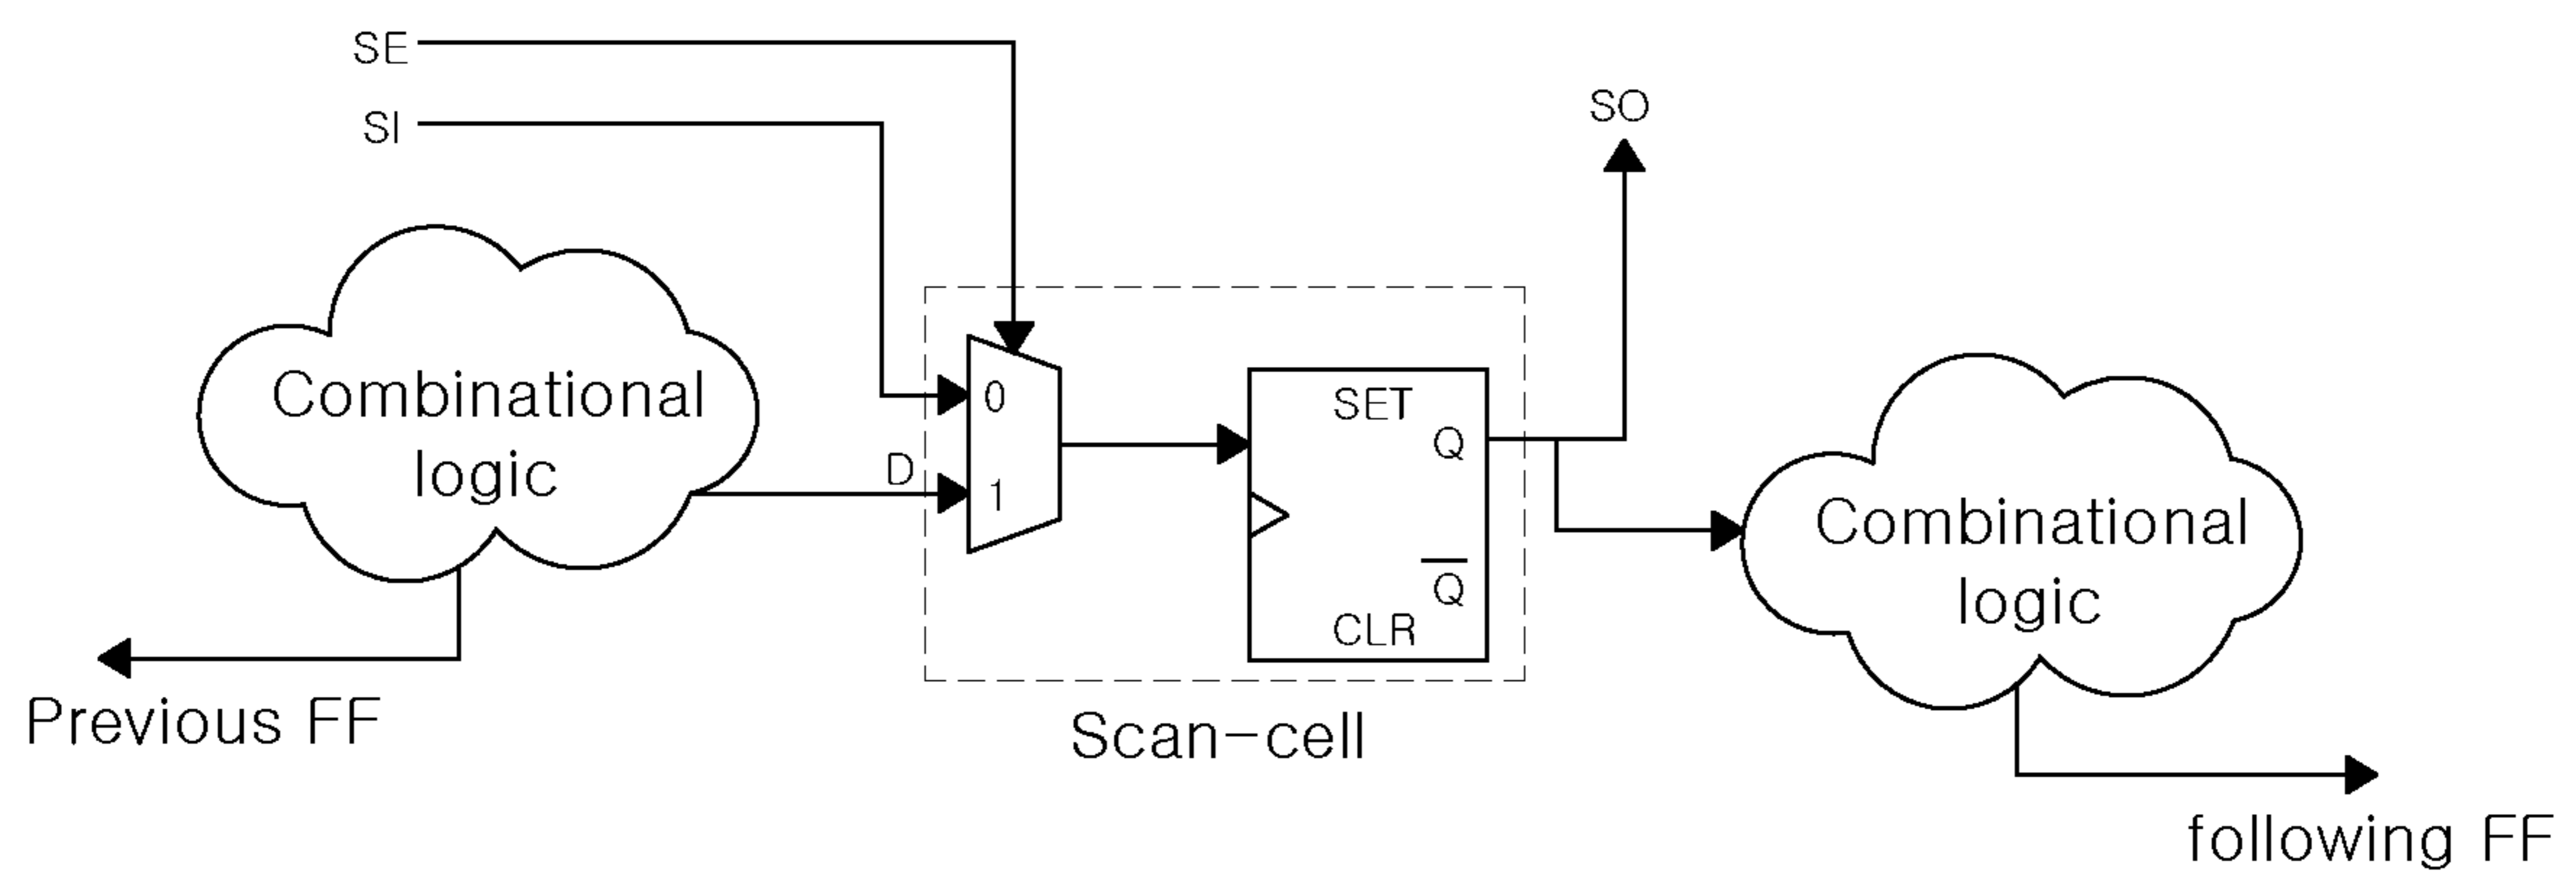 SE
SI
SO
Combinational
logic
D
0
1
SET
Q
Q
CLR
Combinational
logic
Previous FF
Scan-cell
following FF